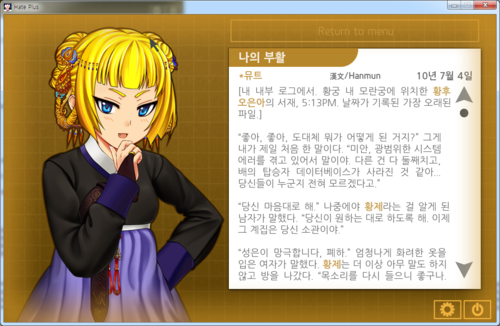 Hate Plus
Return to menu
나의 부활
*뮤트 漢文/Hanmun 10년 7월 4일
[내 내부 로그에서. 황궁 내 모란궁에 위치한 황후
오은아의 서재, 5:13PM. 날짜가 기록된 가장 오래된
파일.]
“좋아, 좋아, 도대체 뭐가 어떻게 된 거지?” 그게
내가 제일 처음 한 말이다. “미안, 광범위한 시스템
에러를 겪고 있어서 말이야. 다른 건 다 둘째치고,
배의 탑승자 데이터베이스가 사라진 것 같아...
당신들이 누군지 전혀 모르겠다고.”
“당신 마음대로 해.” 나중에야 황제라는 걸 알게 된
남자가 말했다. “당신이 원하는 대로 하도록 해. 이제
그 계집은 당신 소관이야.”
“성은이 망극합니다, 폐하.” 엄청나게 화려한 옷을
입은 여자가 말했다. 황제는 더 이상 아무 말도 하지
않고 방을 나갔다. “목소리를 다시 들으니 좋구나.